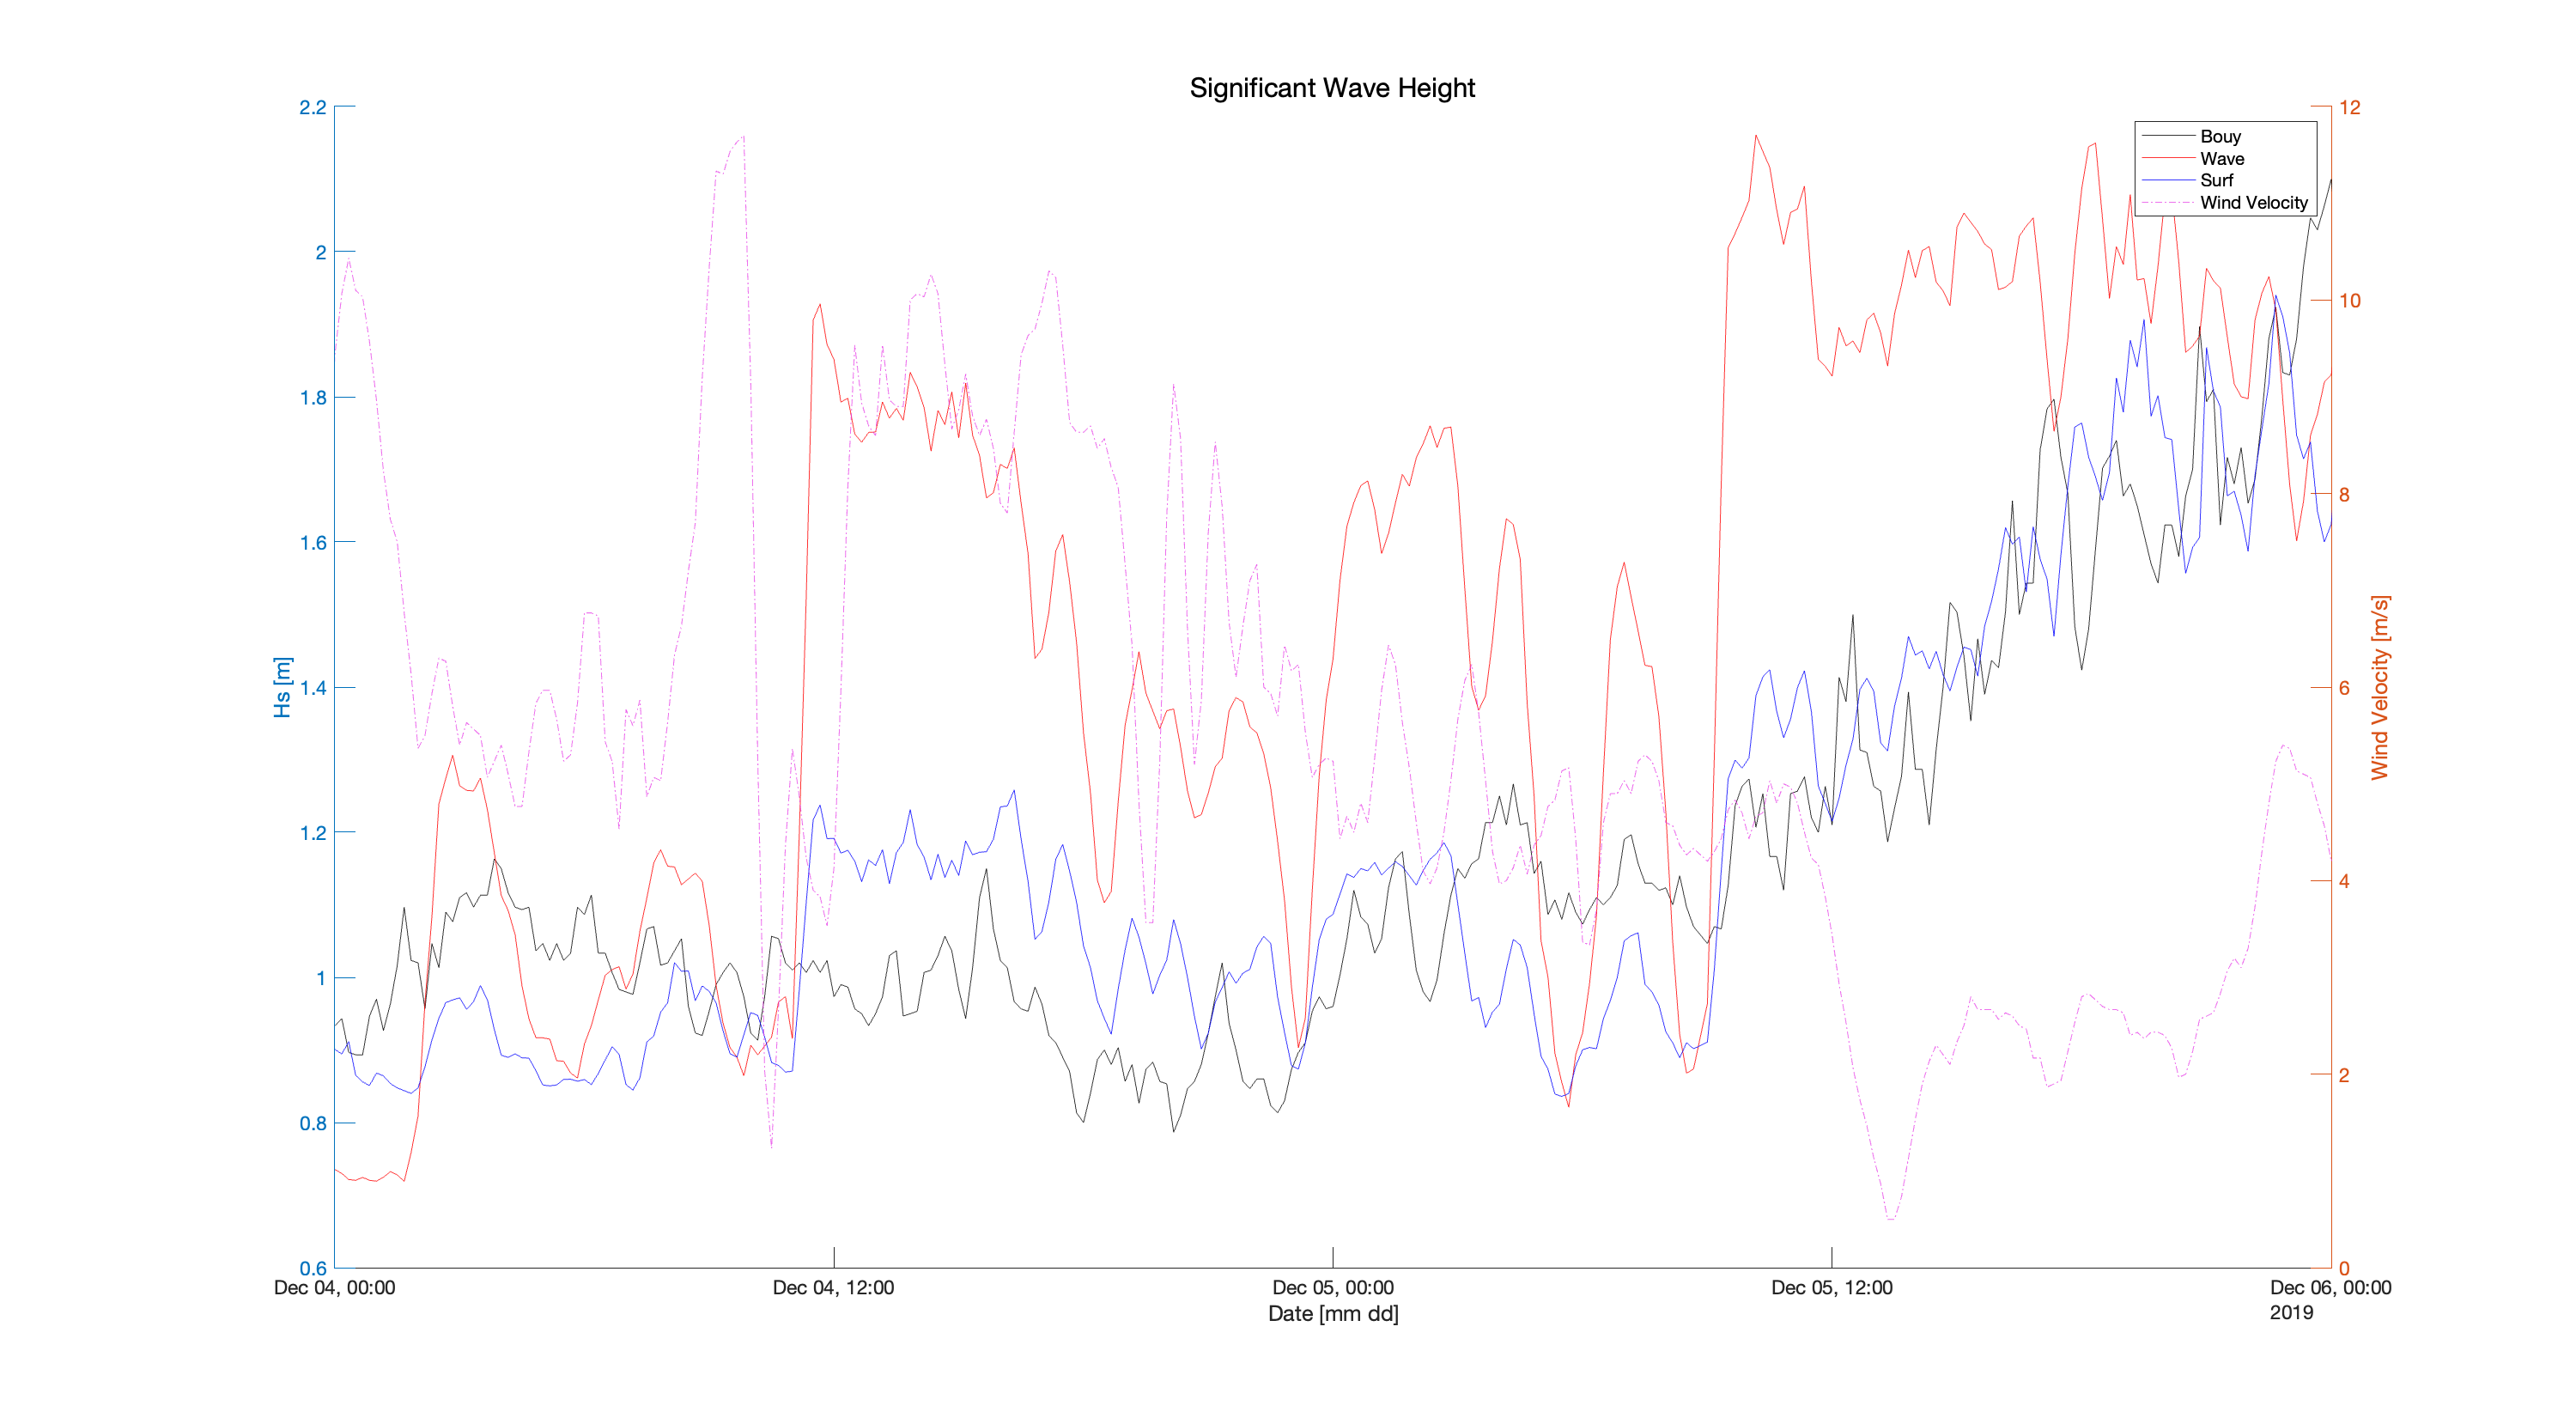 Significant Wave Height
2.2
2
1.8
1.6
1.4
1.2
1
0.8
0.6
Hs [m]
12
10
8
6
4
2
0
Wind Velocity [m/s]
Bouy
Wave
Surf
Wind Velocity
Dec 04, 00:00
Dec 04, 12:00
Dec 05, 00:00
Dec 05, 12:00
Dec 06, 00:00
Date [mm dd]
2019